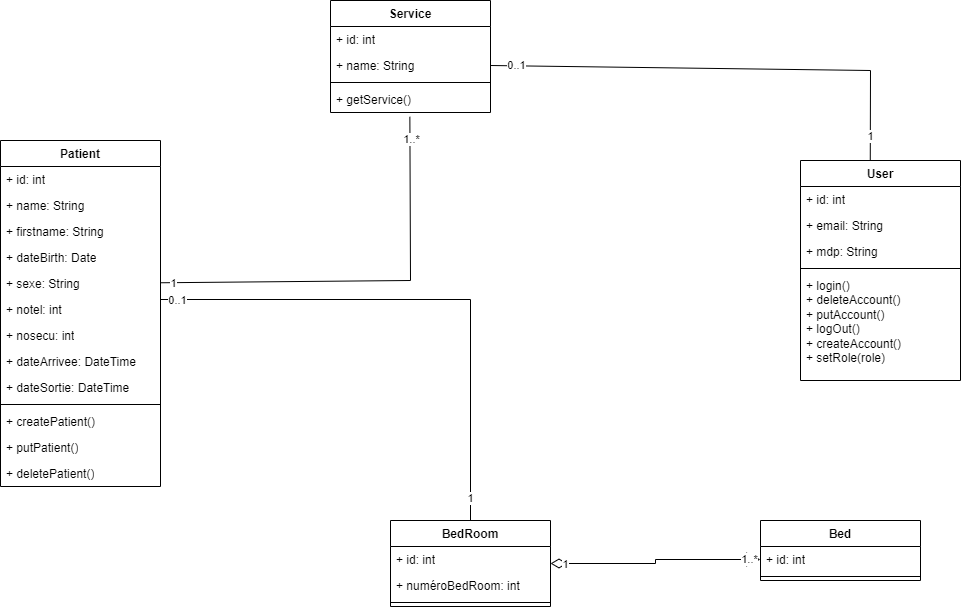 Service
+ id: int
+ name: String
+ getService()
0..1
1..*
1
User
+ id: int
+ email: String
+ mdp: String
+ login()
+ deleteAccount()
+ putAccount()
+ logOut()
+ createAccount()
+ setRole(role)
Patient
+ id: int
+ name: String
+ firstname: String
+ dateBirth: Date
+ sexe: String
+ notel: int
+ nosecu: int
+ dateArrivee: DateTime
+ dateSortie: DateTime
+ createPatient()
+ putPatient()
+ deletePatient()
1
0..1
1
BedRoom
+ id: int
+ numéroBedRoom: int
1
1..*
Bed
+ id: int